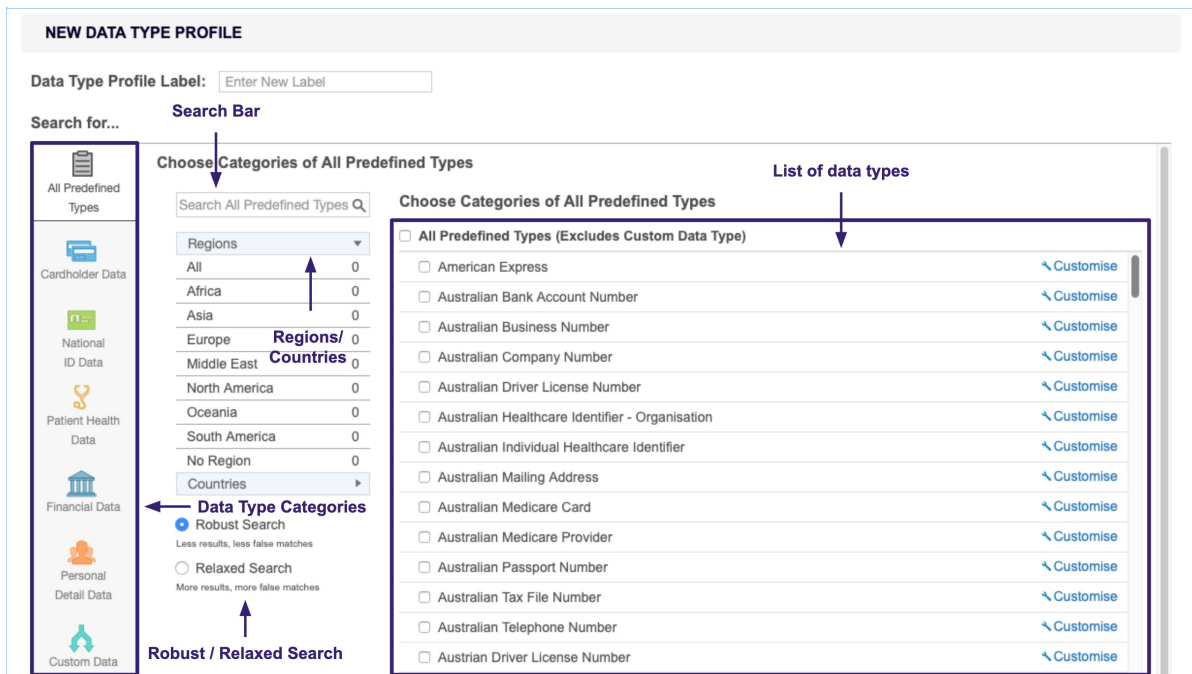 NEW DATA TYPE PROFILE
Data Type Profile Label: Enter New Label
Search Bar
Search for...
All Predefined
Types
Cardholder Data
National
ID Data
Patient Health
Data
Financial Data
Personal
Detail Data
Custom Data
Choose Categories of All Predefined Types
Search All Predefined Types
Regions
All 0
Africa 0
Asia 0
Europe 0
Middle East 0
North America 0
Oceania 0
South America 0
No Region 0
Countries
Regions/
Countries
Data Type Categories
Robust Search
Less results, less false matches
Relaxed Search
More results, more false matches
Robust / Relaxed Search
List of data types
Choose Categories of All Predefined Types
All Predefined Types (Excludes Custom Data Type)
American Express Customise
Australian Bank Account Number Customise
Australian Business Number Customise
Australian Company Number Customise
Australian Driver License Number Customise
Australian Healthcare Identifier - Organisation Customise
Australian Individual Healthcare Identifier Customise
Australian Mailing Address Customise
Australian Medicare Card Customise
Australian Medicare Provider Customise
Australian Passport Number Customise
Australian Tax File Number Customise
Australian Telephone Number Customise
Austrian Driver License Number Customise